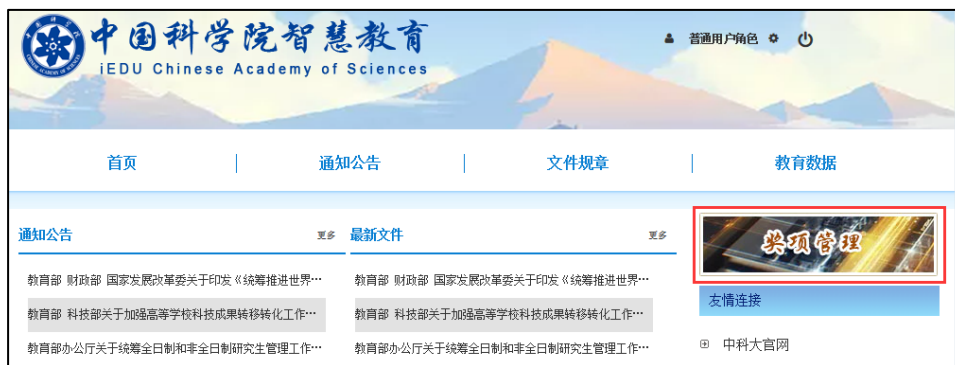 中国科学院智慧教育
iEDU Chinese Academy of Sciences
普通用户角色
首页 通知公告 文件规章 教育数据
通知公告 更多 最新文件 更多
奖项管理
教育部 财政部 国家发展改革委关于印发《统筹推进世界… 教育部 财政部 国家发展改革委关于印发《统筹推进世界…
友情连接
教育部 科技部关于加强高等学校科技成果转移转化工作… 教育部 科技部关于加强高等学校科技成果转移转化工作…
教育部办公厅关于统筹全日制和非全日制研究生管理工作… 教育部办公厅关于统筹全日制和非全日制研究生管理工作…
中科大官网